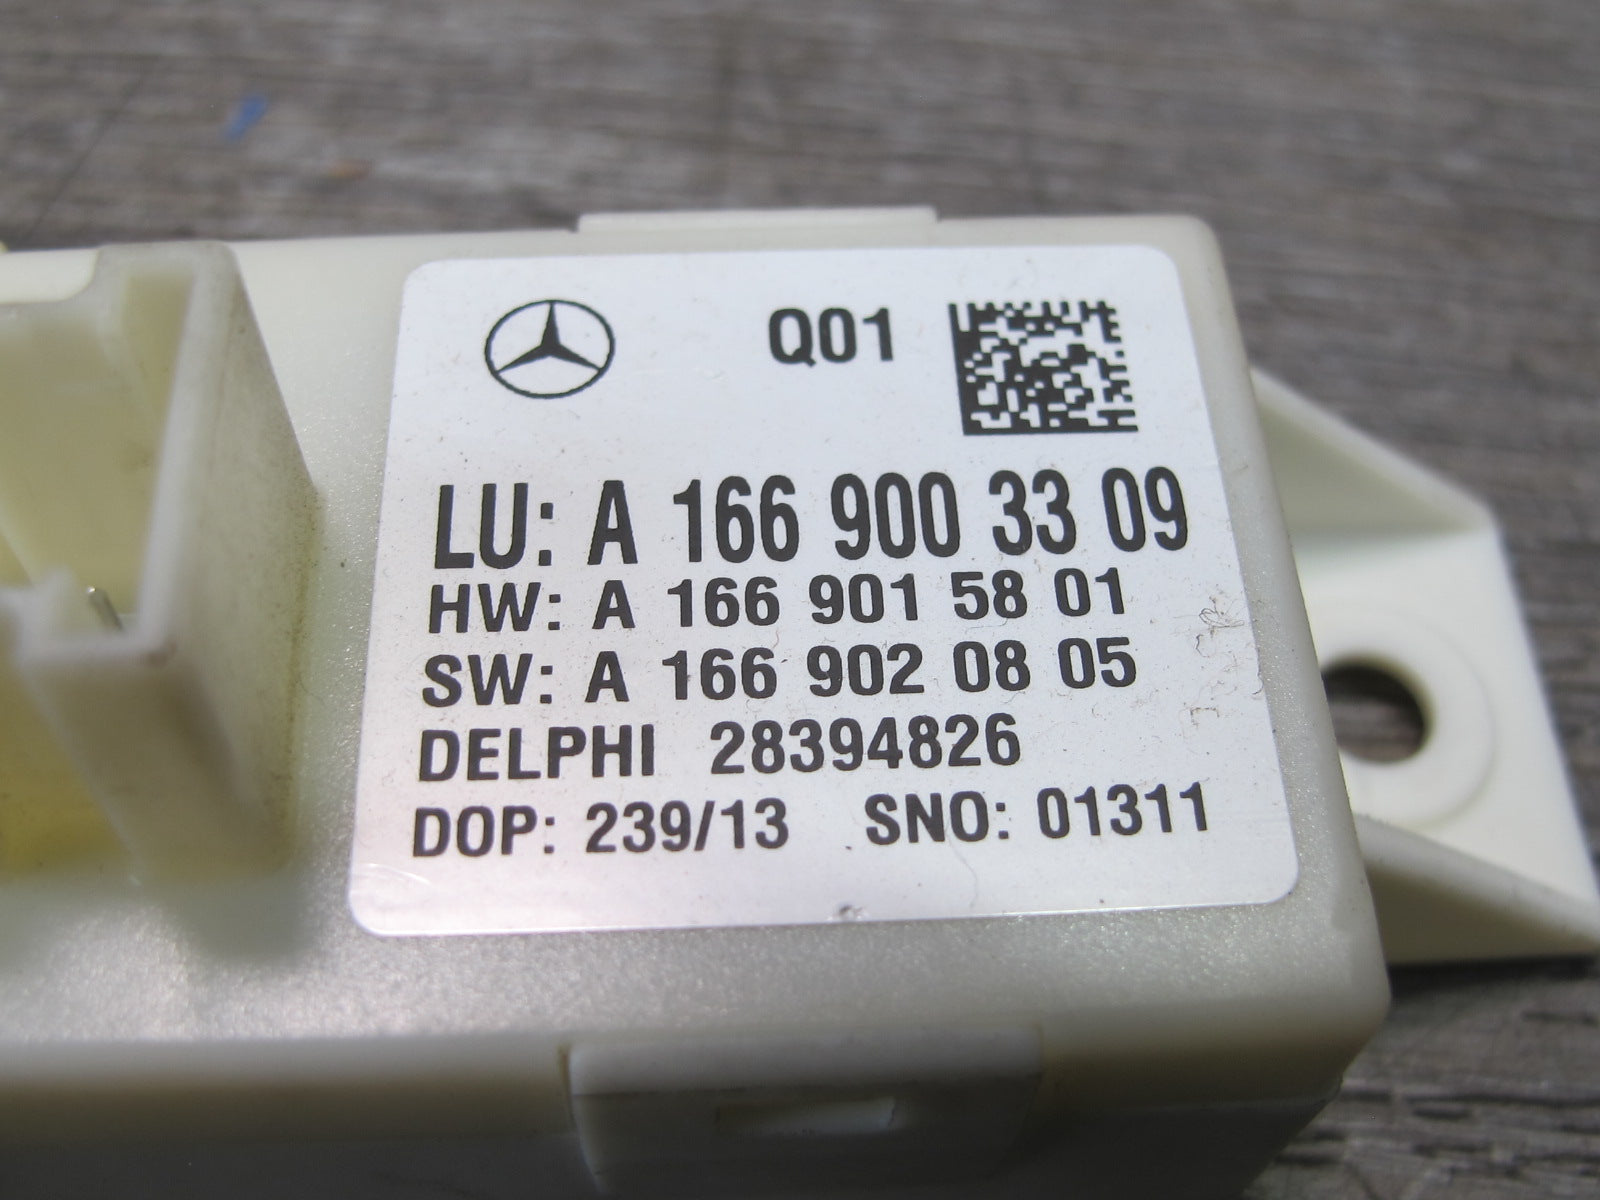 Q01
LU: A 166 900 33 09
HW: A 166 901 58 01
SW: A 166 902 08 05
DELPHI 28394826
DOP: 239/13 SNO: 01311